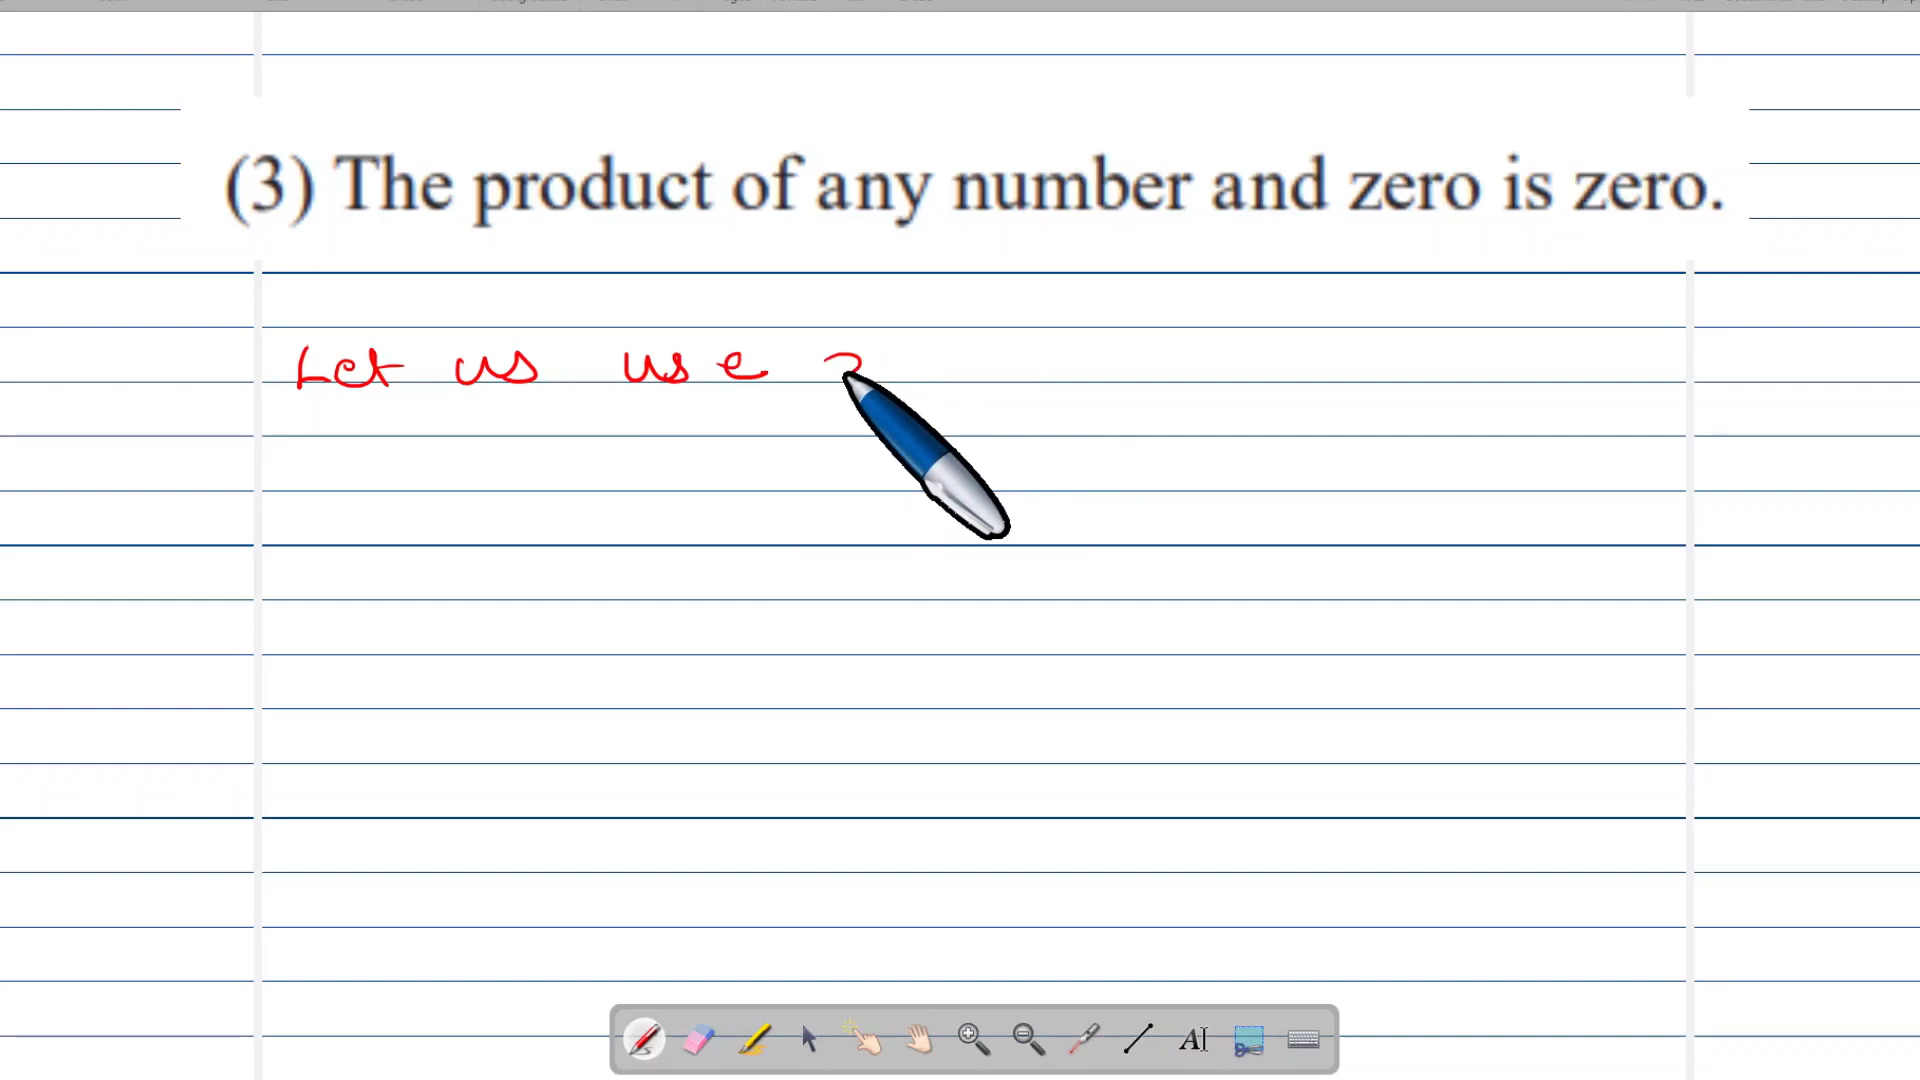 (3) The product of any number and zero is zero.
Let us use